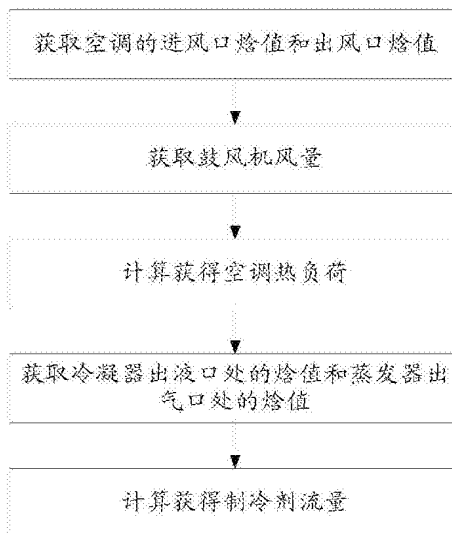 获取空调的进风口焓值和出风口焓值
获取鼓风机风量
计算获得空调热负荷
获取冷凝器出液口处的焓值和蒸发器出
气口处的焓值
计算获得制冷剂流量